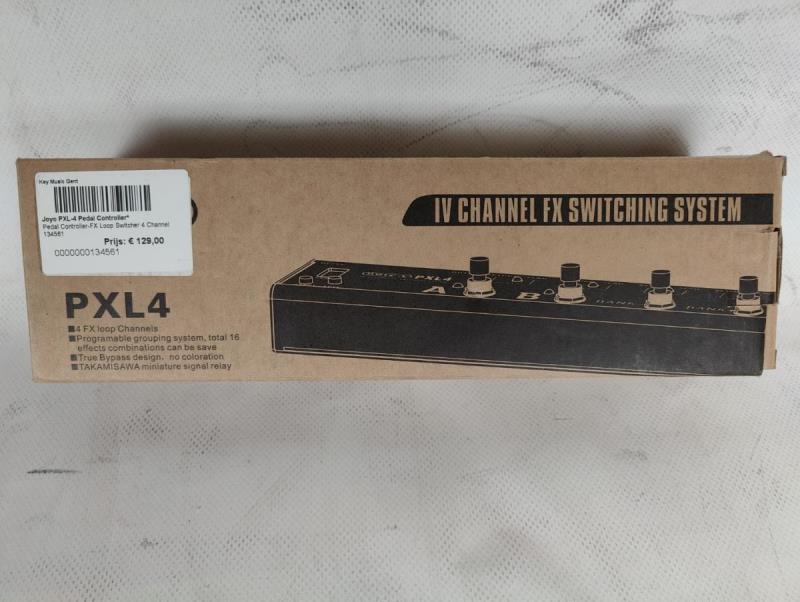 Key Music Gent
Joyo PXL-4 Pedal Controller*
Pedal Controller-FX Loop Switcher 4 Channel
134561
Prijs: € 129,00
0000000134561
IV CHANNEL FX SWITCHING SYSTEM
PXL4
A
B
BANK
BANK
PXL4
■4 FX loop Channels
■Programable grouping system, total 16
effects combinations can be save
■True Bypass design, no coloration
■TAKAMISAWA miniature signal relay